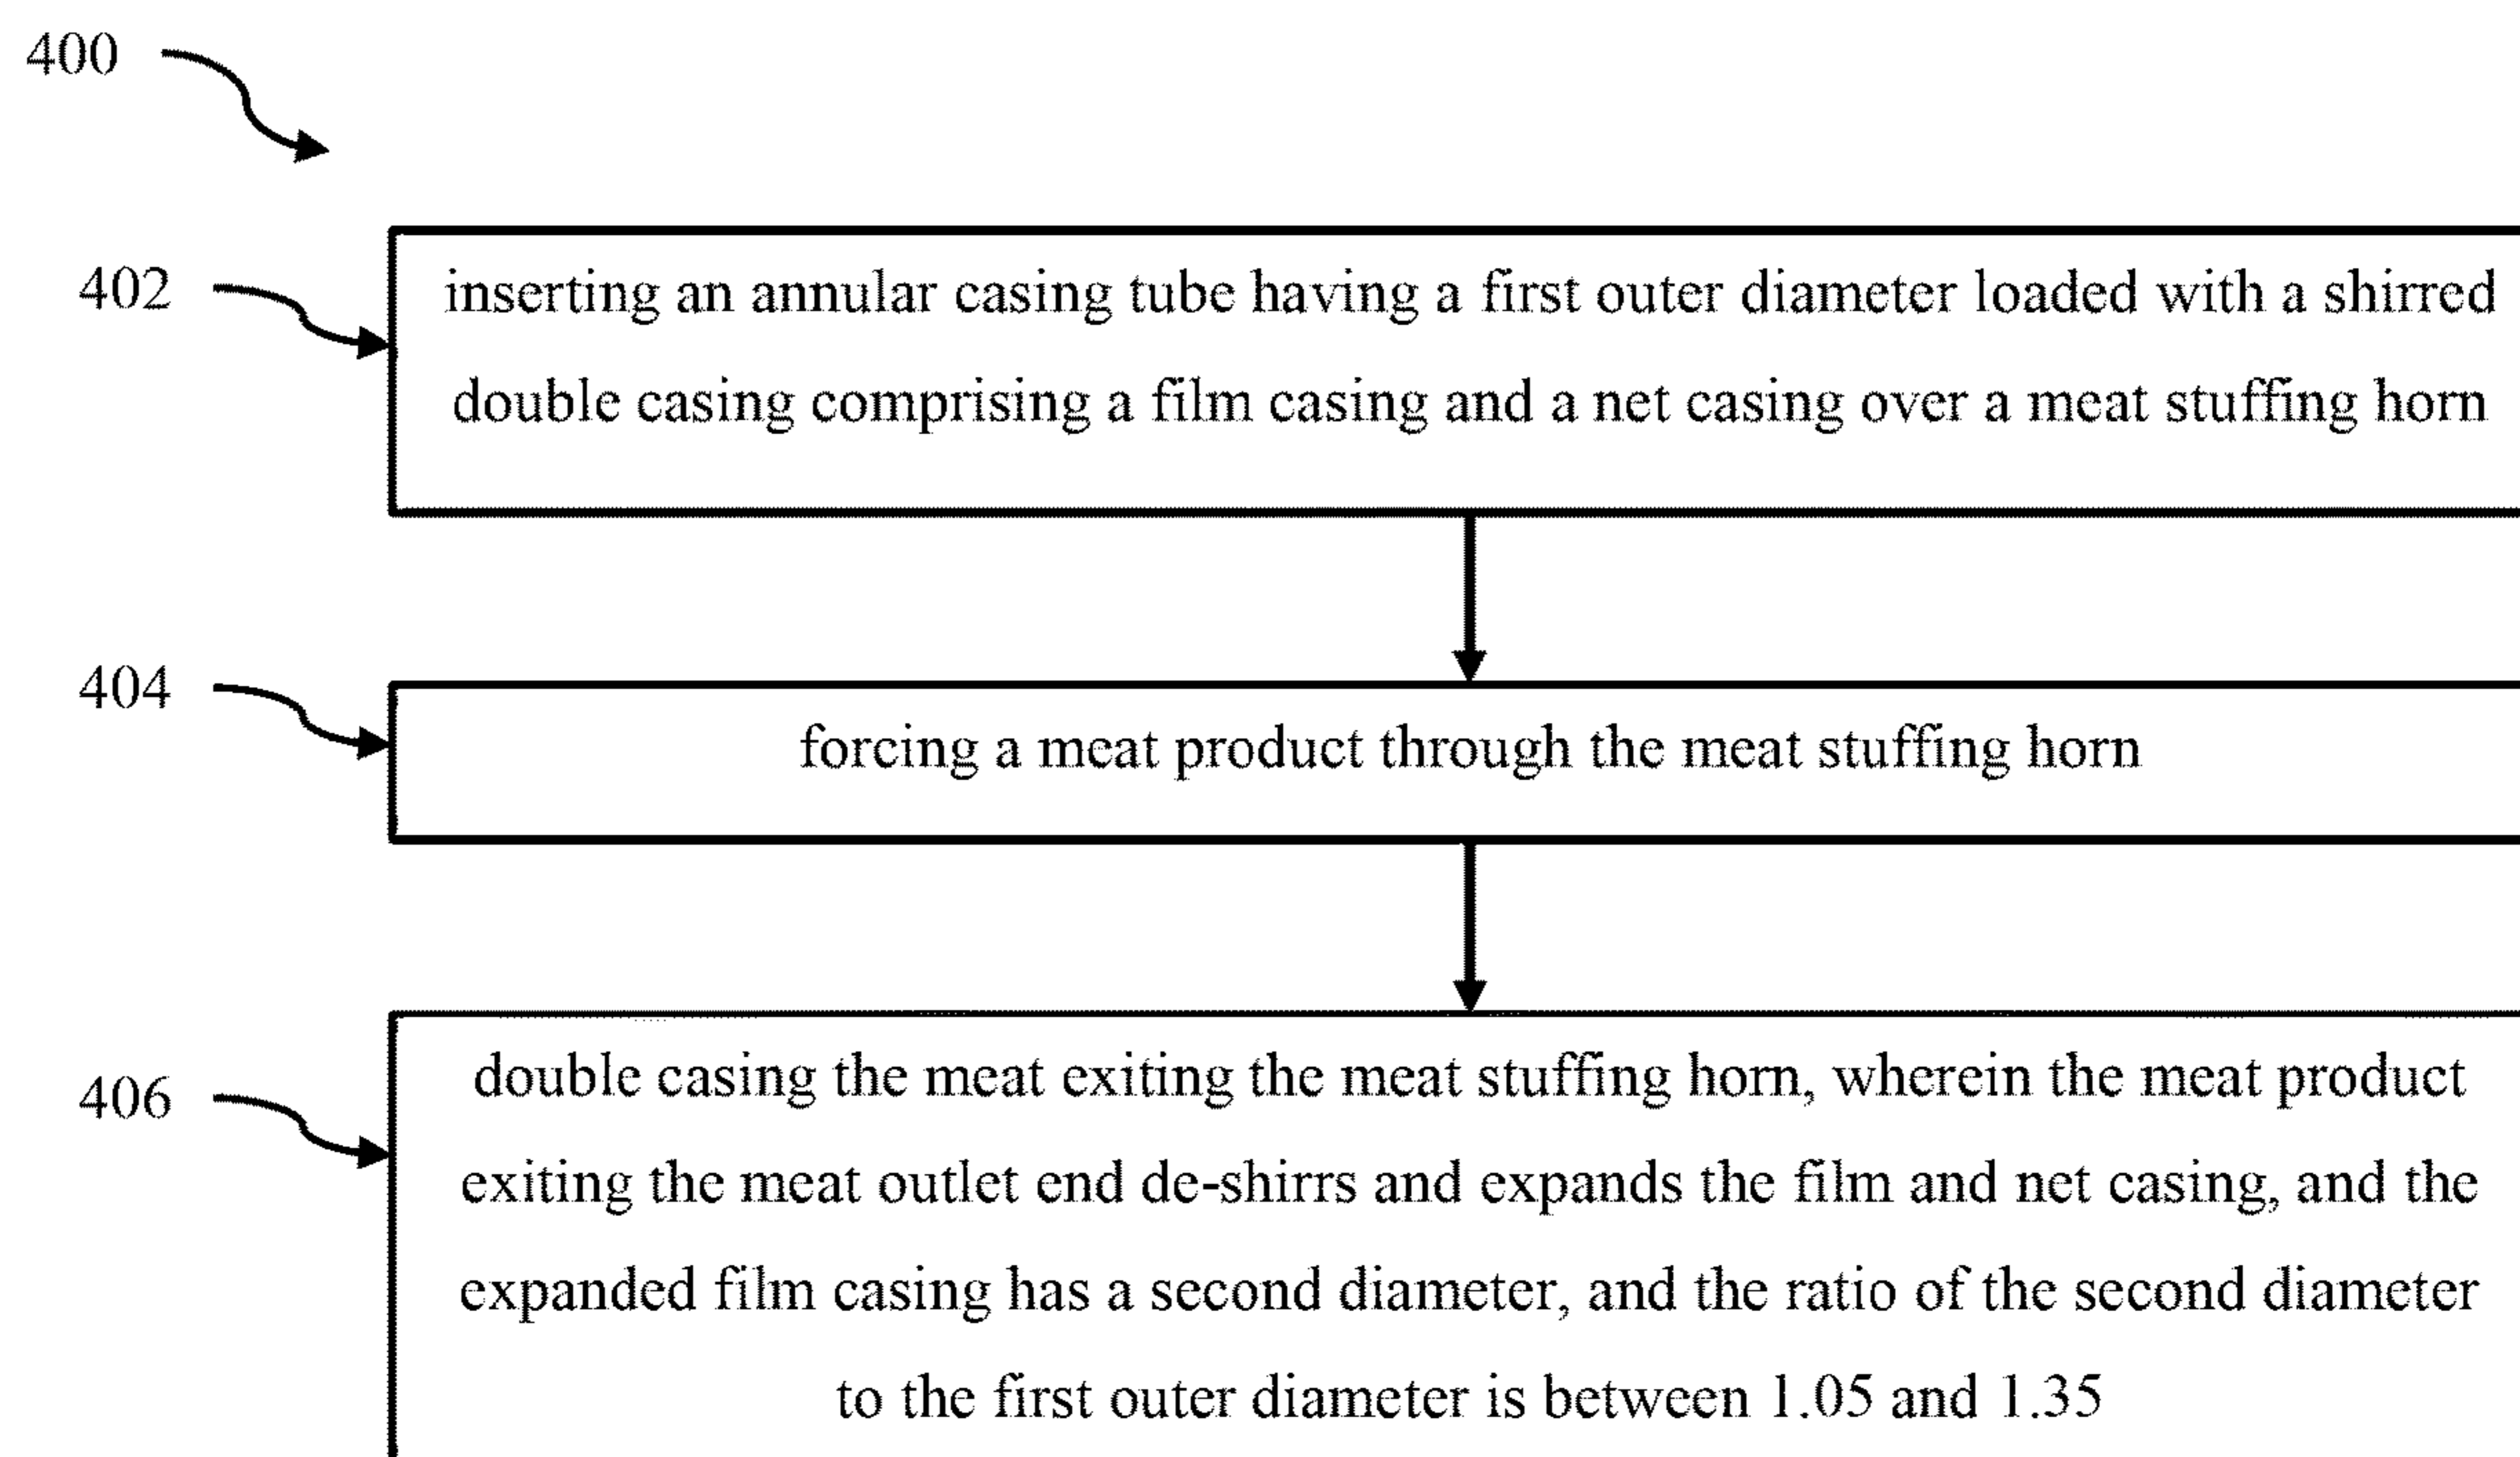 400
402
inserting an annular casing tube having a first outer diameter loaded with a shirred
double casing comprising a film casing and a net casing over a meat stuffing horn
404
forcing a meat product through the meat stuffing horn
406
double casing the meat exiting the meat stuffing horn, wherein the meat product
exiting the meat outlet end de-shirrs and expands the film and net casing, and the
expanded film casing has a second diameter, and the ratio of the second diameter
to the first outer diameter is between 1.05 and 1.35